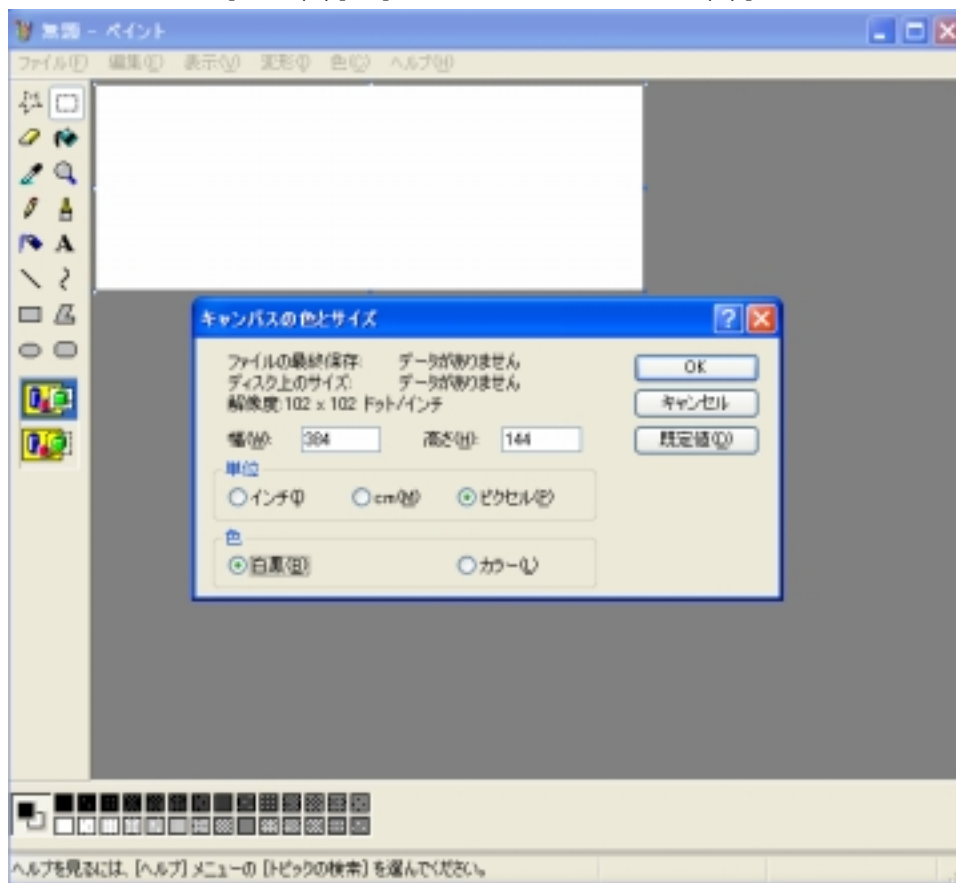 無題 - ペイント
ファイル(F) 編集(E) 表示(V) 変形(I) 色(C) ヘルプ(H)
A
キャンバスの色とサイズ
?
ファイルの最終保存: データがありません
ディスク上のサイズ: データがありません
解像度:102 x 102 ドット/インチ
OK
キャンセル
既定値(D)
幅(W): 384 高さ(H): 144
単位
インチ(I) cm(M) ピクセル(P)
色
白黒(B) カラー(L)
ヘルプを見るには、[ヘルプ] メニューの [トピックの検索] を選んでください。